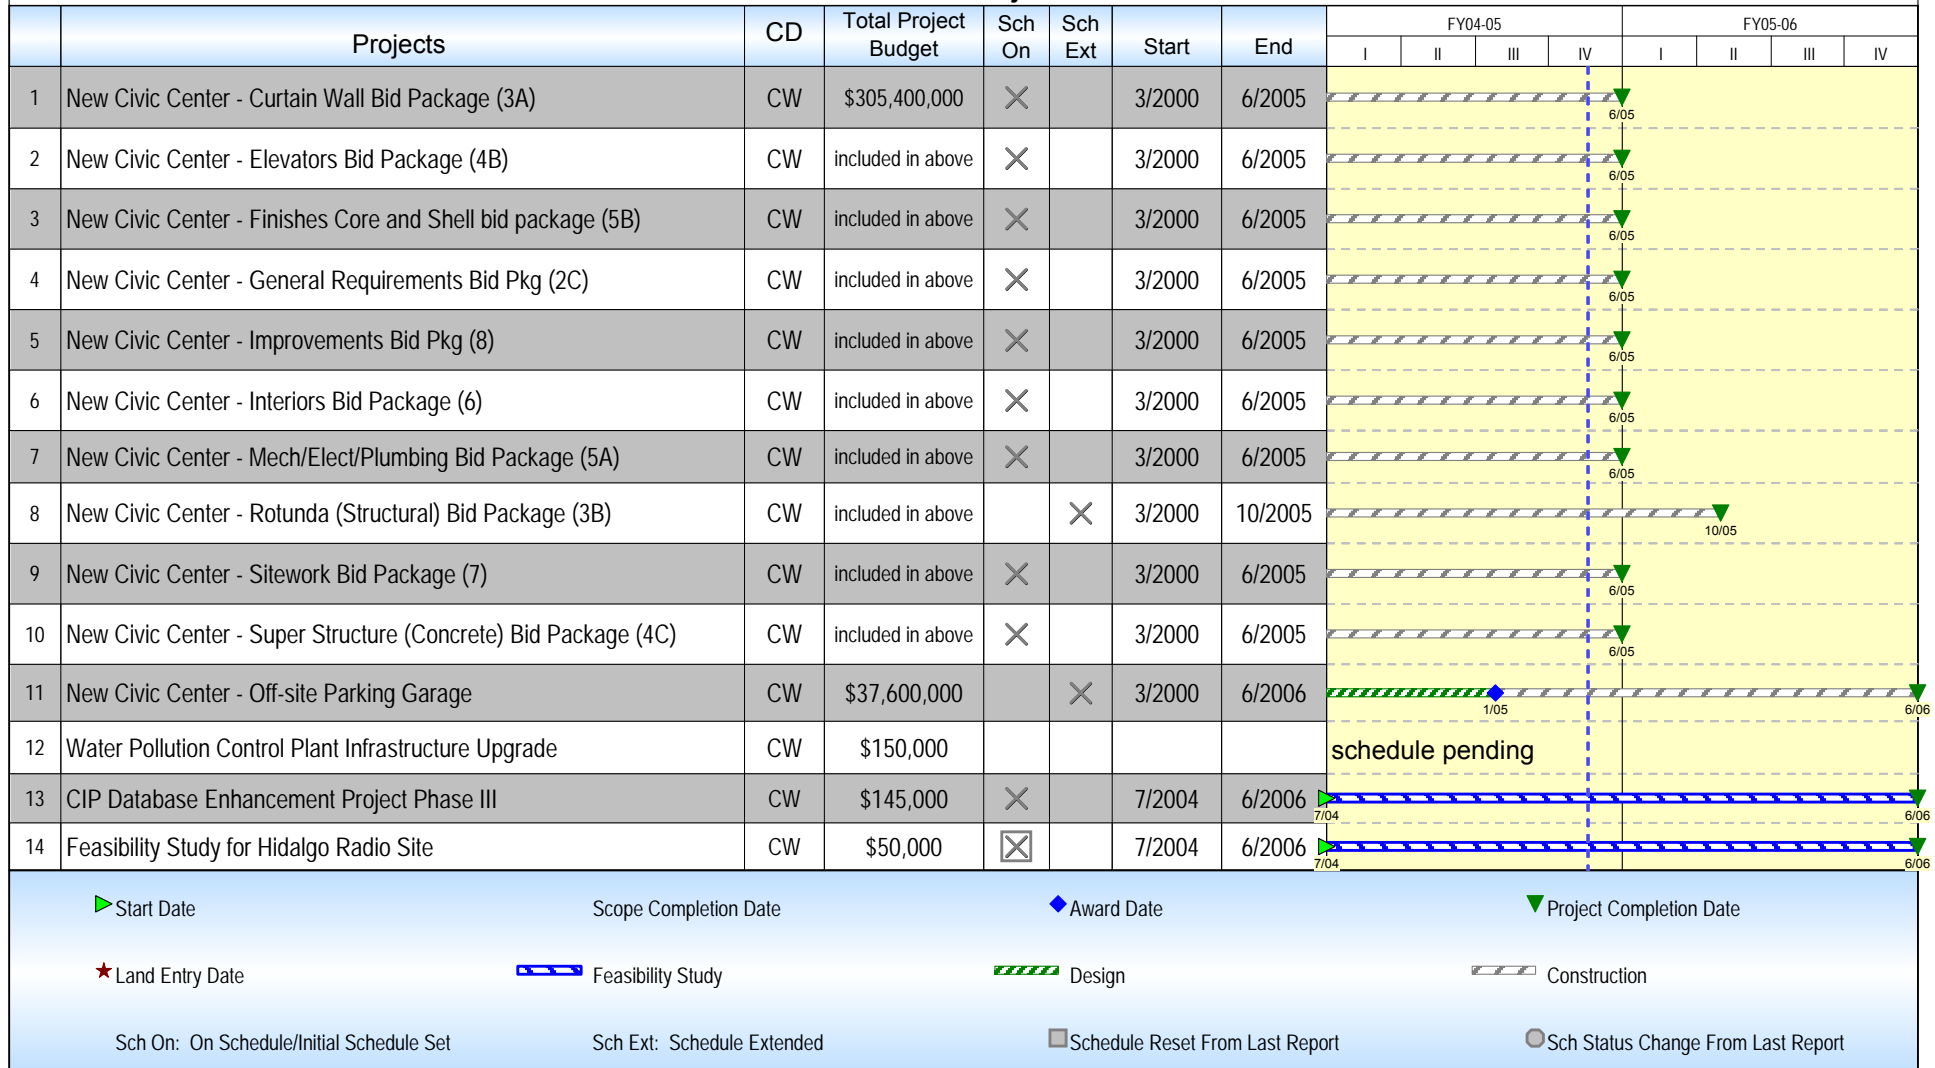 Projects CD Total Project Budget Sch On Sch Ext Start End FY04-05 FY05-06
I II III IV I II III IV
1 New Civic Center - Curtain Wall Bid Package (3A) CW $305,400,000 3/2000 6/2005 6/05
2 New Civic Center - Elevators Bid Package (4B) CW included in above 3/2000 6/2005 6/05
3 New Civic Center - Finishes Core and Shell bid package (5B) CW included in above 3/2000 6/2005 6/05
4 New Civic Center - General Requirements Bid Pkg (2C) CW included in above 3/2000 6/2005 6/05
5 New Civic Center - Improvements Bid Pkg (8) CW included in above 3/2000 6/2005 6/05
6 New Civic Center - Interiors Bid Package (6) CW included in above 3/2000 6/2005 6/05
7 New Civic Center - Mech/Elect/Plumbing Bid Package (5A) CW included in above 3/2000 6/2005 6/05
8 New Civic Center - Rotunda (Structural) Bid Package (3B) CW included in above 3/2000 10/2005 10/05
9 New Civic Center - Sitework Bid Package (7) CW included in above 3/2000 6/2005 6/05
10 New Civic Center - Super Structure (Concrete) Bid Package (4C) CW included in above 3/2000 6/2005 6/05
11 New Civic Center - Off-site Parking Garage CW $37,600,000 3/2000 6/2006 1/05 6/06
12 Water Pollution Control Plant Infrastructure Upgrade CW $150,000 schedule pending
13 CIP Database Enhancement Project Phase III CW $145,000 7/2004 6/2006 7/04 6/06
14 Feasibility Study for Hidalgo Radio Site CW $50,000 7/2004 6/2006 7/04 6/06
Start Date Scope Completion Date Award Date Project Completion Date
Land Entry Date Feasibility Study Design Construction
Sch On: On Schedule/Initial Schedule Set Sch Ext: Schedule Extended Schedule Reset From Last Report Sch Status Change From Last Report